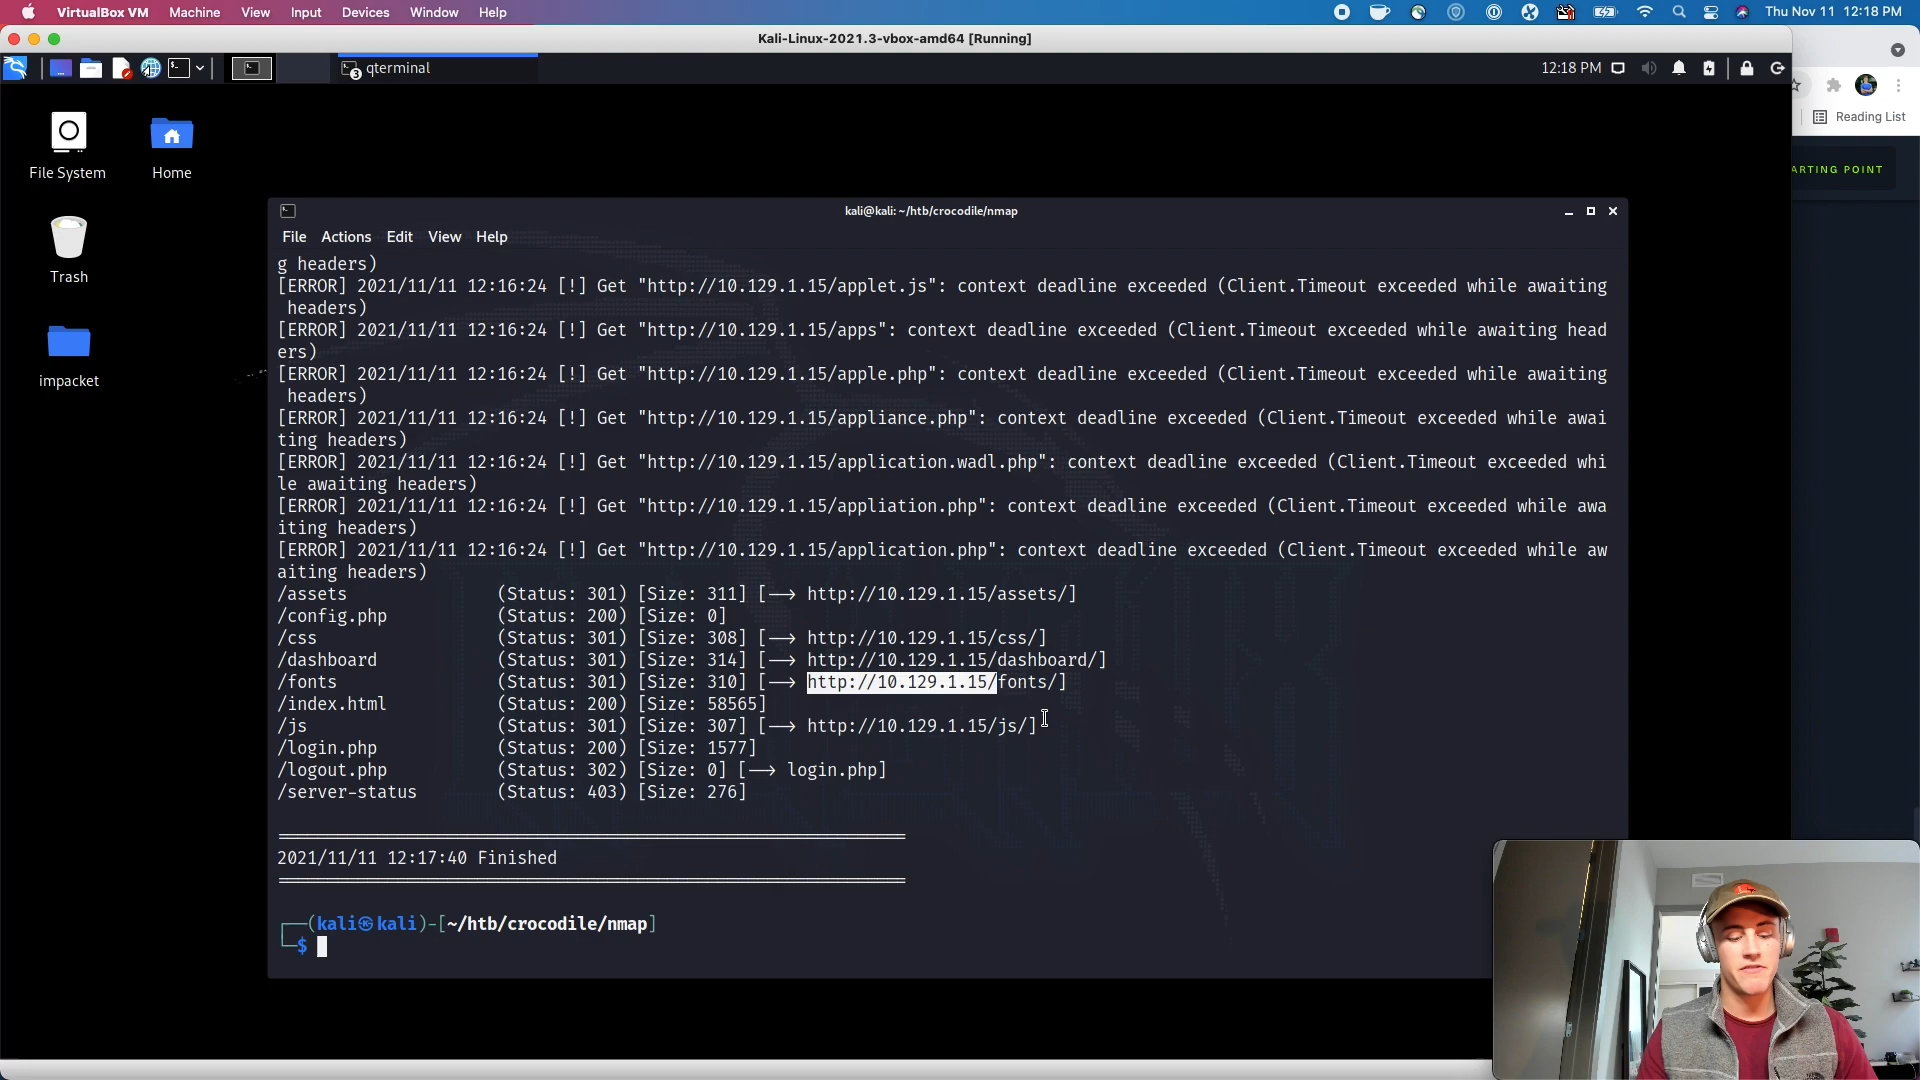 VirtualBox VM Machine View Input Devices Window Help Thu Nov 11 12:18 PM
Kali-Linux-2021.3-vbox-amd64 [Running]
3 qterminal 12:18 PM
Reading List
ARTING POINT
File System
Home
Trash
impacket
kali@kali: ~/htb/crocodile/nmap
File Actions Edit View Help
g headers)
[ERROR] 2021/11/11 12:16:24 [!] Get "http://10.129.1.15/applet.js": context deadline exceeded (Client.Timeout exceeded while awaiting
headers)
[ERROR] 2021/11/11 12:16:24 [!] Get "http://10.129.1.15/apps": context deadline exceeded (Client.Timeout exceeded while awaiting head
ers)
[ERROR] 2021/11/11 12:16:24 [!] Get "http://10.129.1.15/apple.php": context deadline exceeded (Client.Timeout exceeded while awaiting
headers)
[ERROR] 2021/11/11 12:16:24 [!] Get "http://10.129.1.15/appliance.php": context deadline exceeded (Client.Timeout exceeded while awai
ting headers)
[ERROR] 2021/11/11 12:16:24 [!] Get "http://10.129.1.15/application.wadl.php": context deadline exceeded (Client.Timeout exceeded whi
le awaiting headers)
[ERROR] 2021/11/11 12:16:24 [!] Get "http://10.129.1.15/appliation.php": context deadline exceeded (Client.Timeout exceeded while awa
iting headers)
[ERROR] 2021/11/11 12:16:24 [!] Get "http://10.129.1.15/application.php": context deadline exceeded (Client.Timeout exceeded while aw
aiting headers)
/assets (Status: 301) [Size: 311] [--> http://10.129.1.15/assets/]
/config.php (Status: 200) [Size: 0]
/css (Status: 301) [Size: 308] [--> http://10.129.1.15/css/]
/dashboard (Status: 301) [Size: 314] [--> http://10.129.1.15/dashboard/]
/fonts (Status: 301) [Size: 310] [--> http://10.129.1.15/fonts/]
/index.html (Status: 200) [Size: 58565]
/js (Status: 301) [Size: 307] [--> http://10.129.1.15/js/]
/login.php (Status: 200) [Size: 1577]
/logout.php (Status: 302) [Size: 0] [--> login.php]
/server-status (Status: 403) [Size: 276]
===============================================================
2021/11/11 12:17:40 Finished
===============================================================
┌──(kali㉿kali)-[~/htb/crocodile/nmap]
└─$